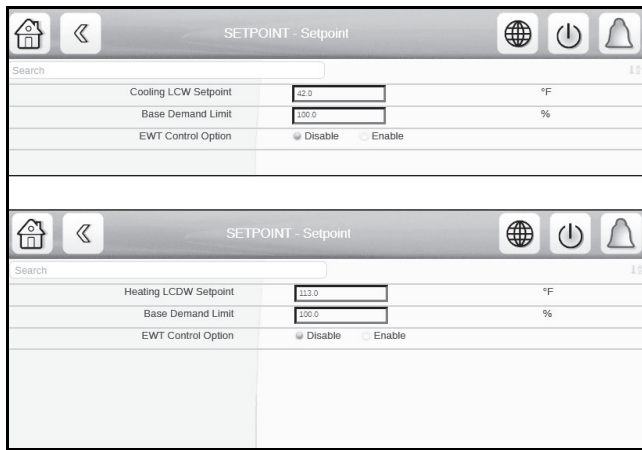 SETPOINT - Setpoint
Search
Cooling LCW Setpoint 42.0 °F
Base Demand Limit 100.0 %
EWT Control Option Disable Enable
SETPOINT - Setpoint
Search
Heating LCDW Setpoint 113.0 °F
Base Demand Limit 100.0 %
EWT Control Option Disable Enable